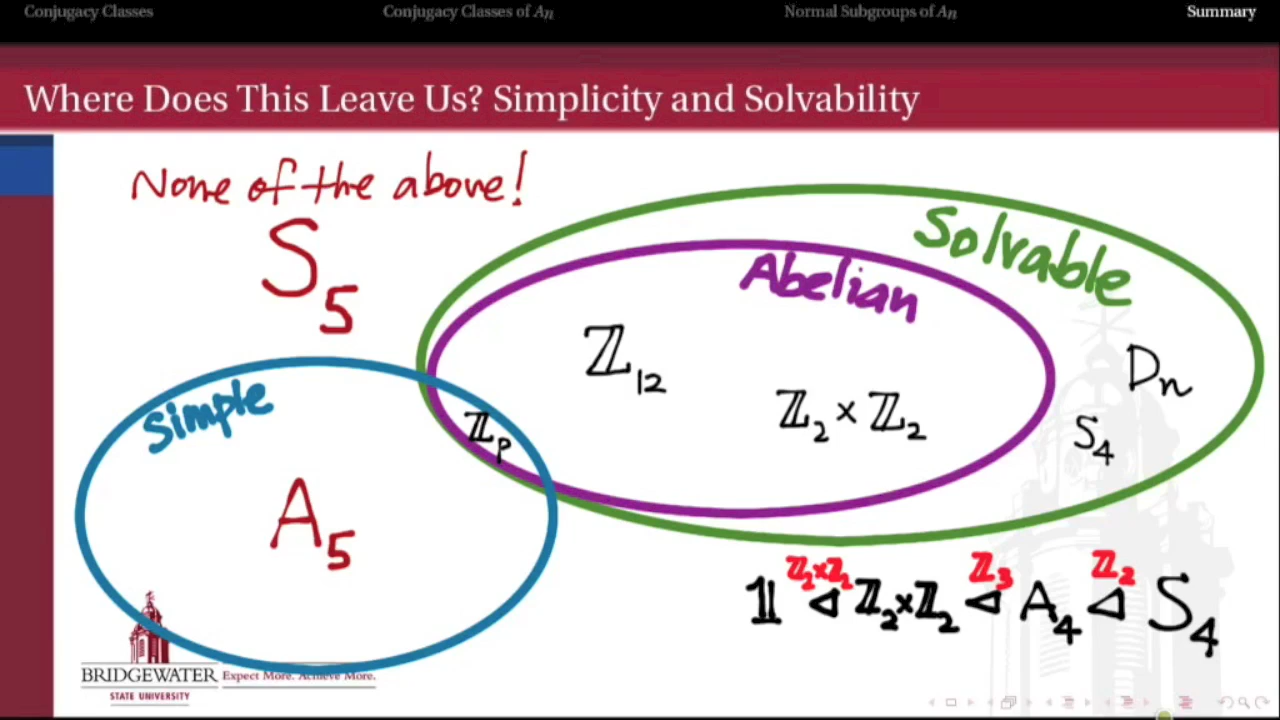 Conjugacy Classes Conjugacy Classes of Aₙ Normal Subgroups of Aₙ Summary
Where Does This Leave Us? Simplicity and Solvability
None of the above!
S₅
Solvable
Abelian
ℤ₁₂
Dₙ
Simple
ℤₚ
ℤ₂ × ℤ₂
S₄
A₅
ℤ₂×ℤ₂ ℤ₃ ℤ₂
𝟙 ⊲ ℤ₂×ℤ₂ ⊲ A₄ ⊲ S₄
BRIDGEWATER Expect More. Achieve More.
STATE UNIVERSITY